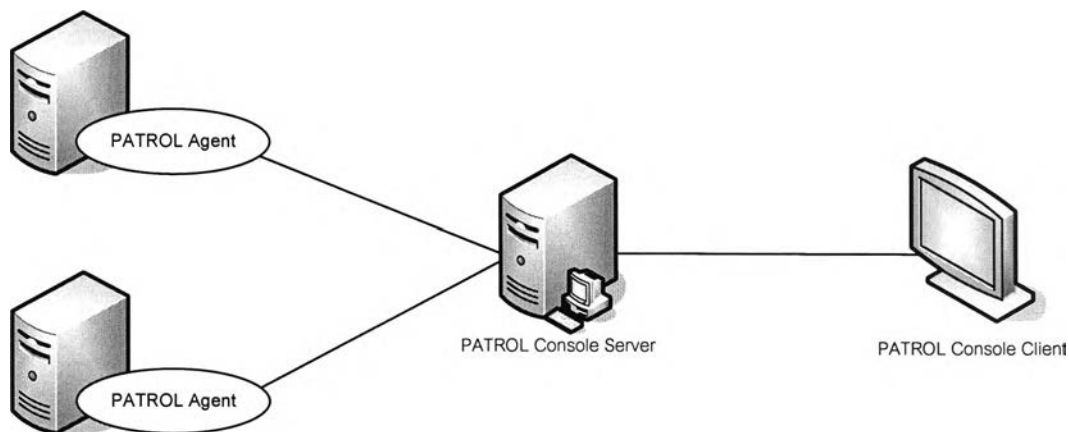 PATROL Agent
PATROL Console Server
PATROL Console Client
PATROL Agent